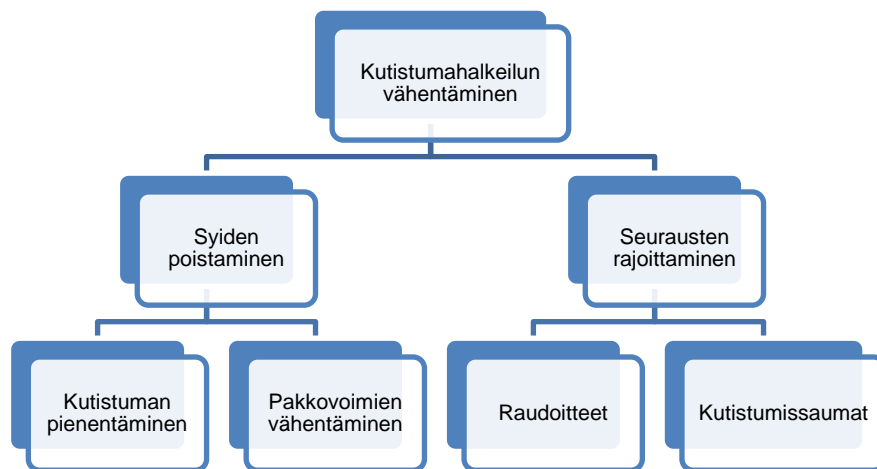 Kutistumahalkeilun
vähentäminen
Syiden
poistaminen
Seurausten
rajoittaminen
Kutistuman
pienentäminen
Pakkovoimien
vähentäminen
Raudoitteet
Kutistumissaumat